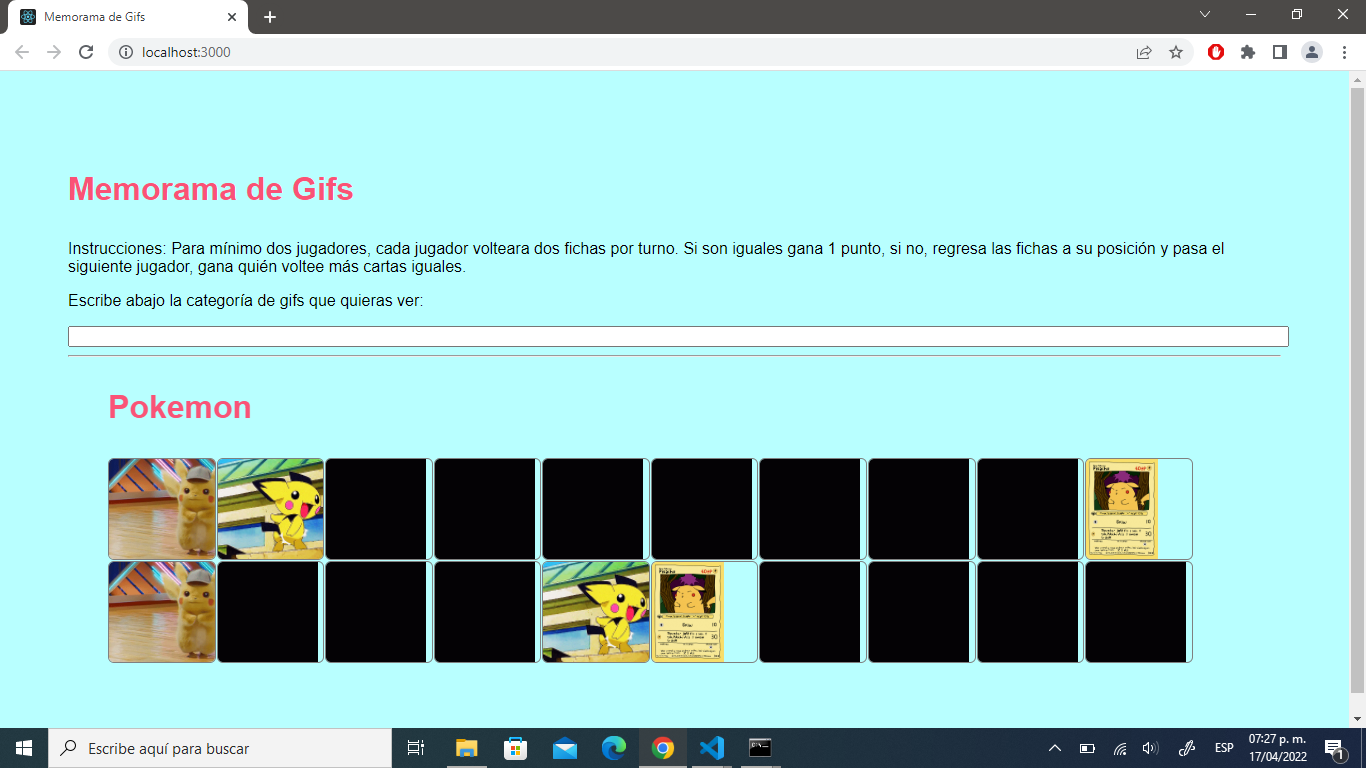 Memorama de Gifs
localhost:3000
Memorama de Gifs
Instrucciones: Para mínimo dos jugadores, cada jugador volteara dos fichas por turno. Si son iguales gana 1 punto, si no, regresa las fichas a su posición y pasa el
siguiente jugador, gana quién voltee más cartas iguales.
Escribe abajo la categoría de gifs que quieras ver:
Pokemon
Escribe aquí para buscar
ESP
07:27 p. m.
17/04/2022
1